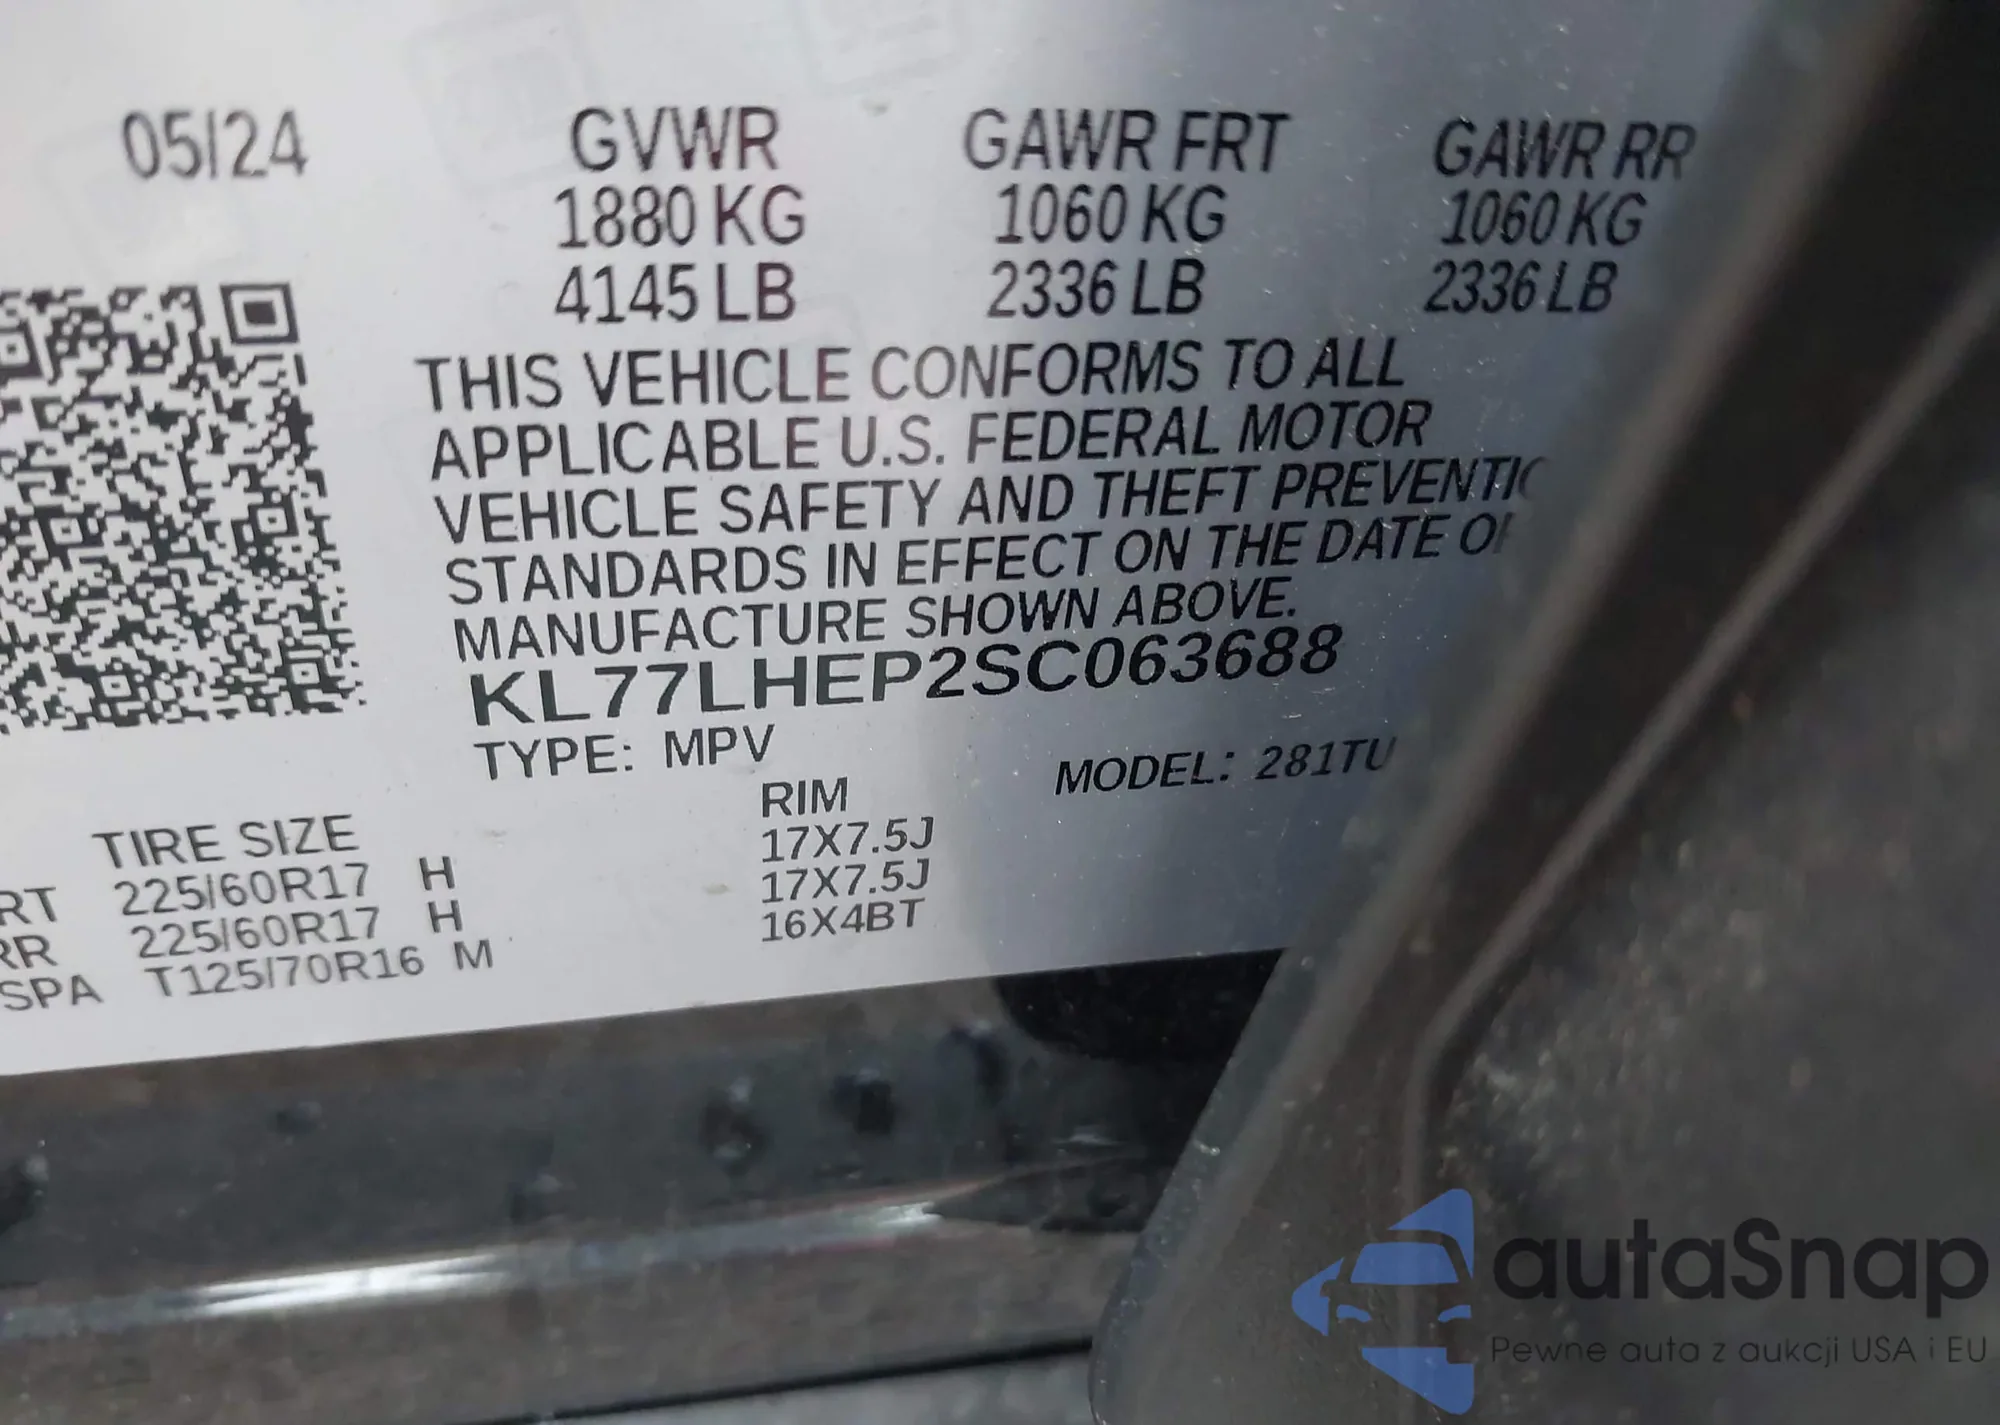 05/24 GVWR GAWR FRT GAWR RR
1880 KG 1060 KG 1060 KG
4145 LB 2336 LB 2336 LB
THIS VEHICLE CONFORMS TO ALL
APPLICABLE U.S. FEDERAL MOTOR
VEHICLE SAFETY AND THEFT PREVENTI
STANDARDS IN EFFECT ON THE DATE O
MANUFACTURE SHOWN ABOVE.
KL77LHEP2SC063688
TYPE: MPV MODEL: 281TU
TIRE SIZE RIM
RT 225/60R17 H 17X7.5J
RR 225/60R17 H 17X7.5J
SPA T125/70R16 M 16X4BT
autaSnap
Pewne auta z aukcji USA i EU